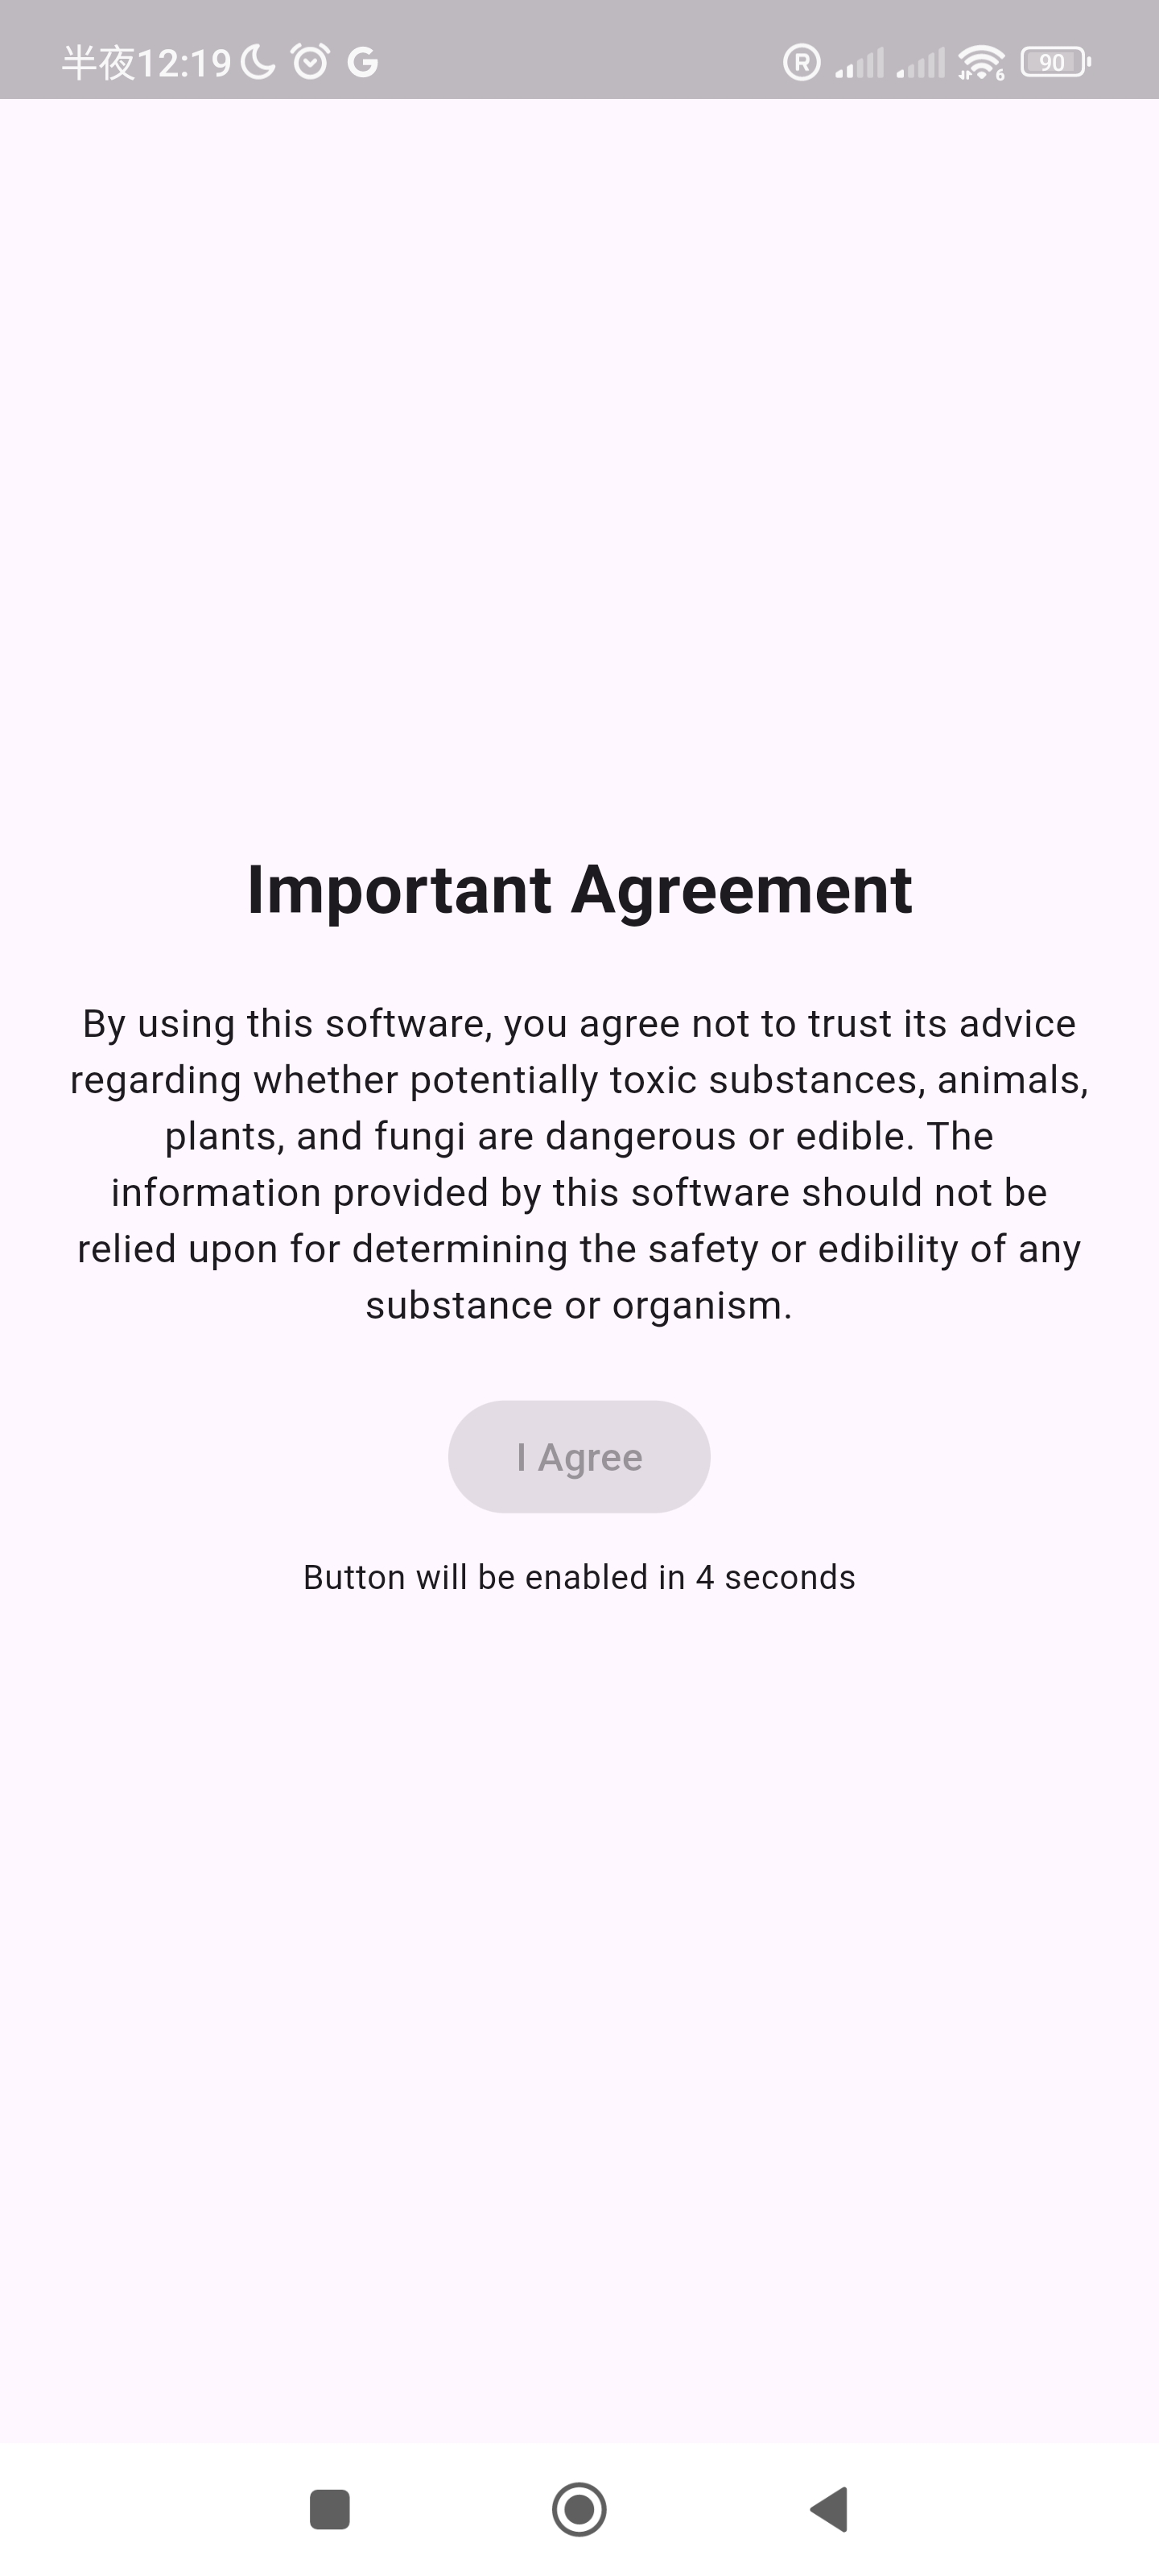 半夜12:19
90
Important Agreement
By using this software, you agree not to trust its advice
regarding whether potentially toxic substances, animals,
plants, and fungi are dangerous or edible. The
information provided by this software should not be
relied upon for determining the safety or edibility of any
substance or organism.
I Agree
Button will be enabled in 4 seconds